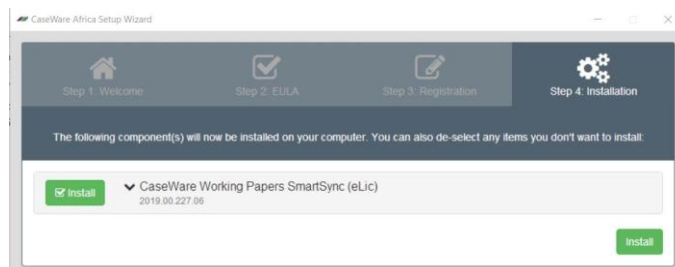 CaseWare Africa Setup Wizard
Step 1: Welcome
Step 2: EULA
Step 3: Registration
Step 4: Installation
The following component(s) will now be installed on your computer. You can also de-select any items you don't want to install:
Install
CaseWare Working Papers SmartSync (eLic)
2019.00.227.06
Install